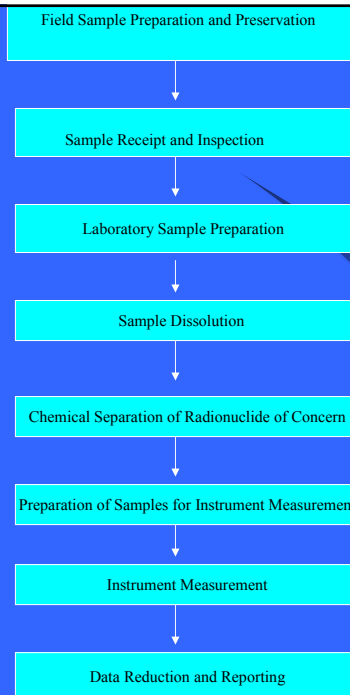 Field Sample Preparation and Preservation
Sample Receipt and Inspection
Laboratory Sample Preparation
Sample Dissolution
Chemical Separation of Radionuclide of Concern
Preparation of Samples for Instrument Measuremen
Instrument Measurement
Data Reduction and Reporting